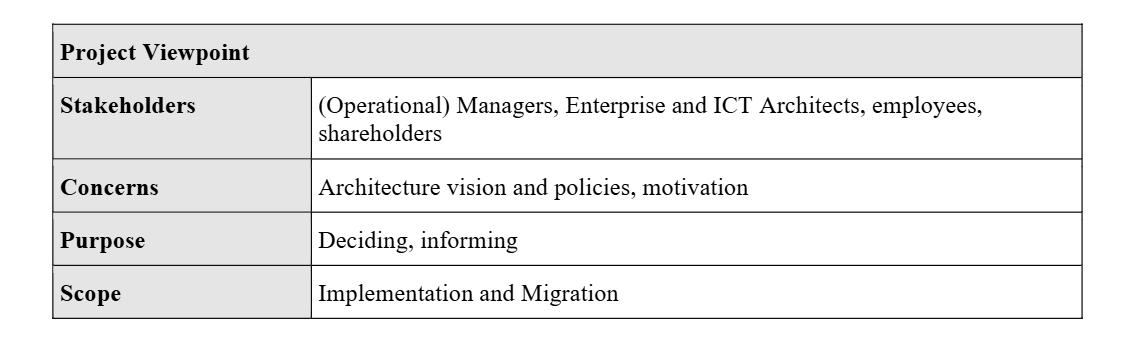 Project Viewpoint
Stakeholders
(Operational) Managers, Enterprise and ICT Architects, employees,
shareholders
Concerns
Architecture vision and policies, motivation
Purpose
Deciding, informing
Scope
Implementation and Migration